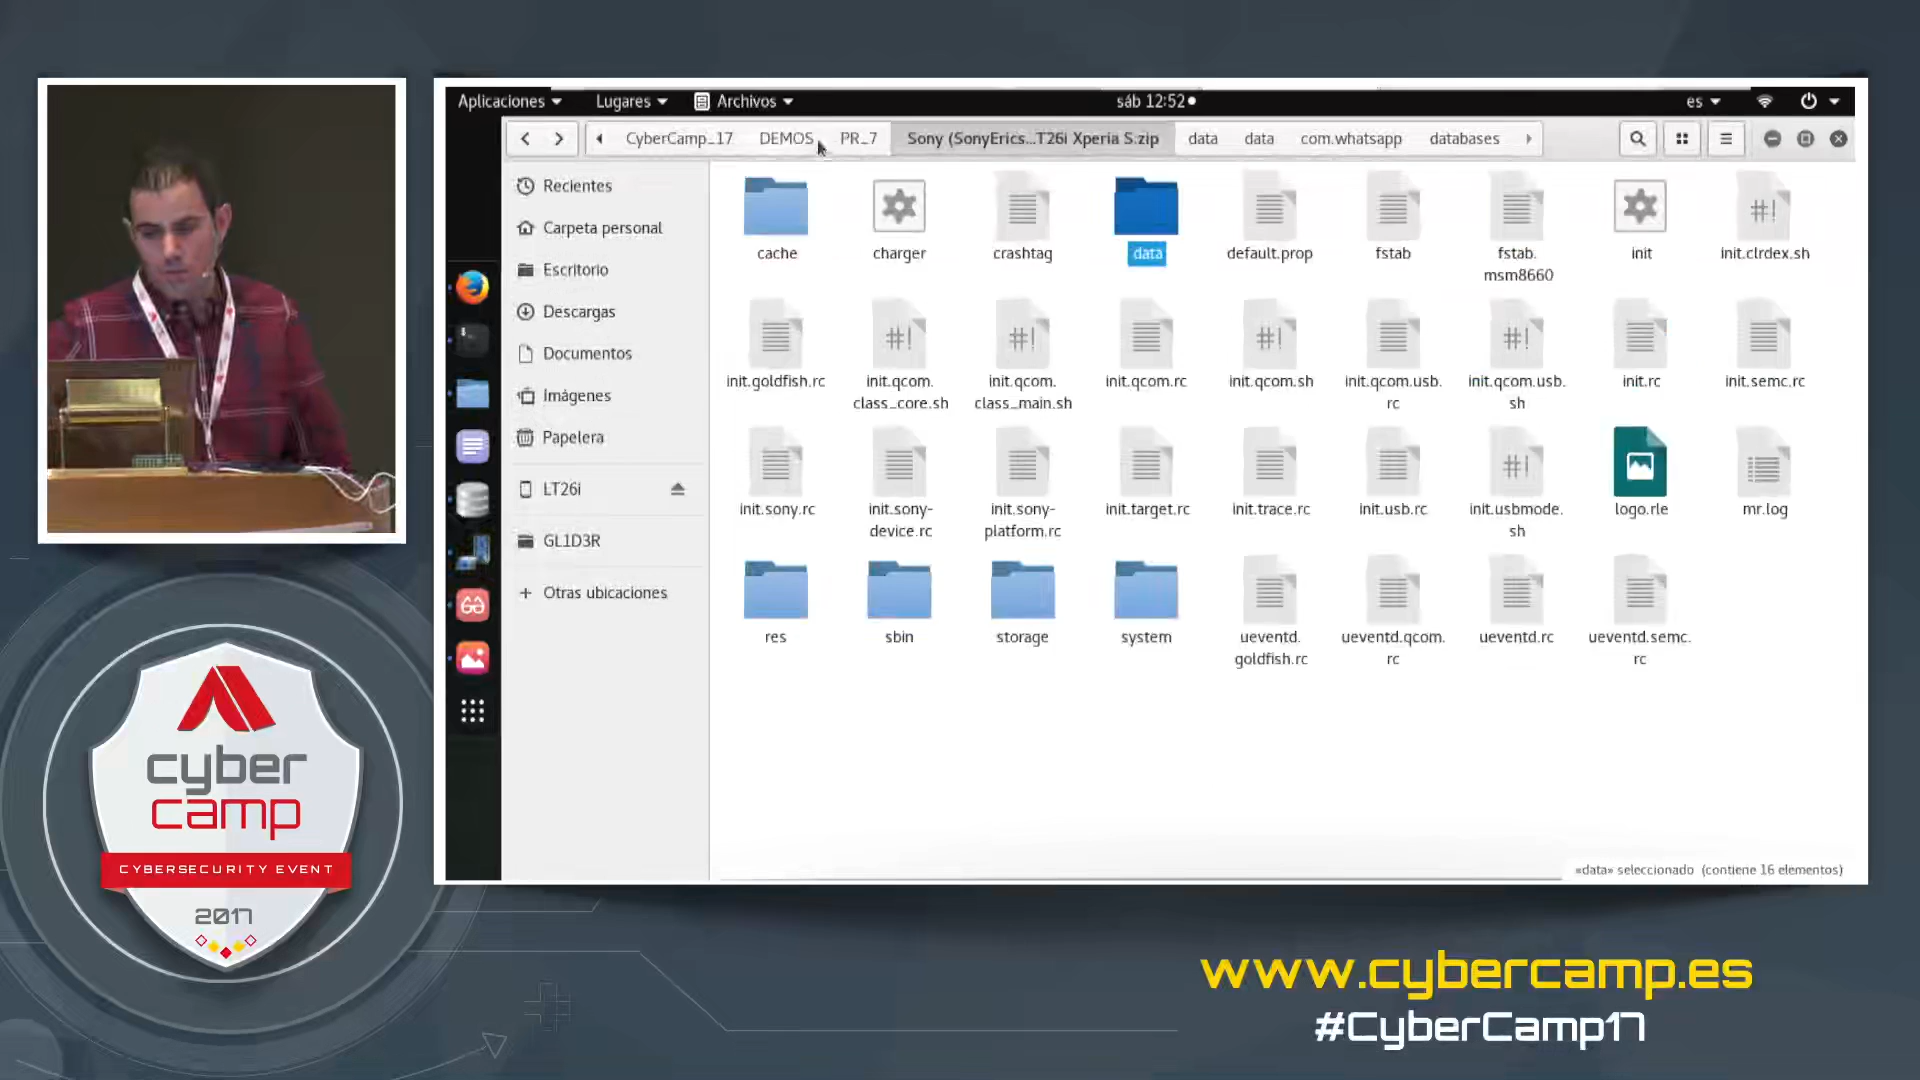 Aplicaciones
Lugares
Archivos
sáb 12:52
es
CyberCamp_17
DEMOS
PR_7
Sony (SonyErics...T26i Xperia S.zip
data
data
com.whatsapp
databases
Recientes
Carpeta personal
Escritorio
Descargas
Documentos
Imágenes
Papelera
LT26i
GL1D3R
+ Otras ubicaciones
cache
charger
crashtag
data
default.prop
fstab
fstab.
msm8660
init
init.clrdex.sh
init.goldfish.rc
init.qcom.
class_core.sh
init.qcom.
class_main.sh
init.qcom.rc
init.qcom.sh
init.qcom.usb.
rc
init.qcom.usb.
sh
init.rc
init.semc.rc
init.sony.rc
init.sony-
device.rc
init.sony-
platform.rc
init.target.rc
init.trace.rc
init.usb.rc
init.usbmode.
sh
logo.rle
mr.log
res
sbin
storage
system
ueventd.
goldfish.rc
ueventd.qcom.
rc
ueventd.rc
ueventd.semc.
rc
«data» seleccionado (contiene 16 elementos)
cyber
camp
CYBERSECURITY EVENT
2017
www.cybercamp.es
#CyberCamp17